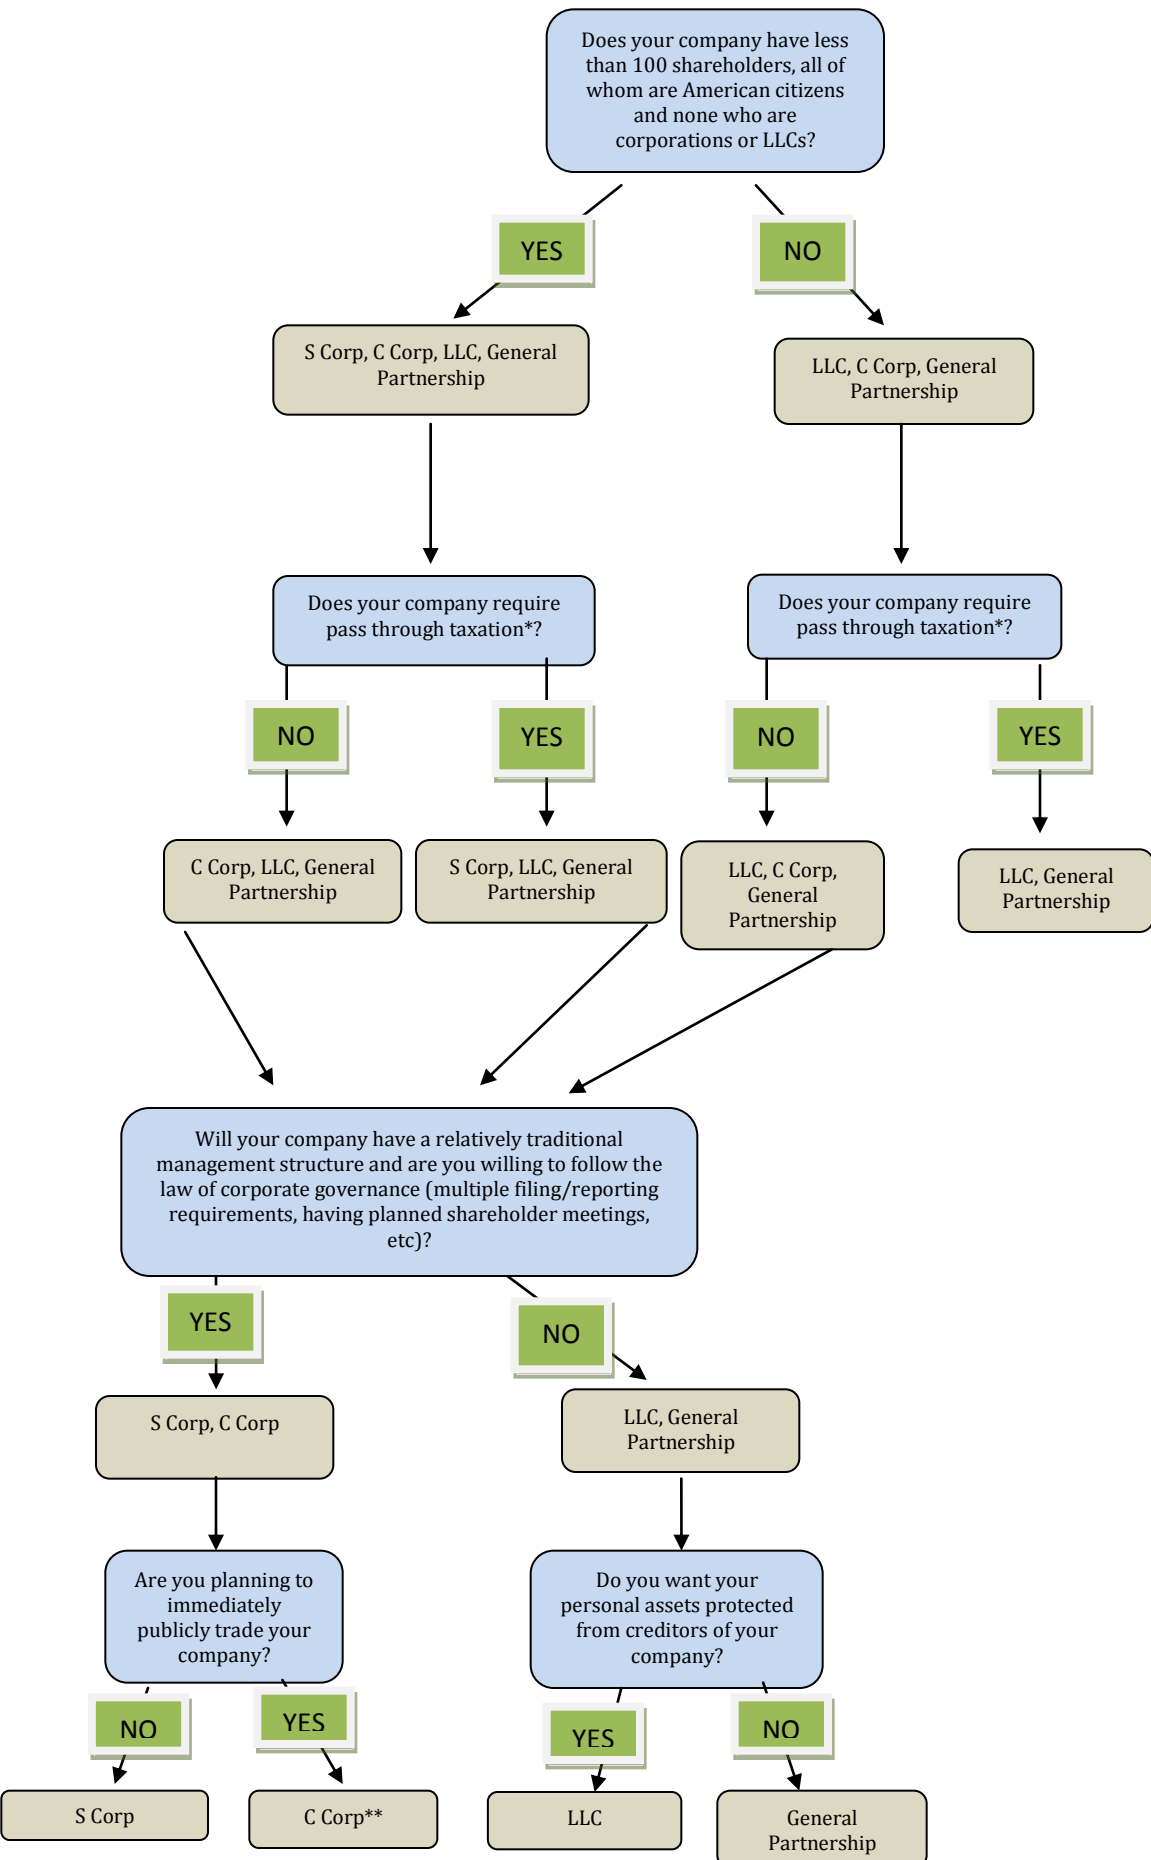 Does your company have less
than 100 shareholders, all of
whom are American citizens
and none who are
corporations or LLCs?
YES
NO
S Corp, C Corp, LLC, General
Partnership
LLC, C Corp, General
Partnership
Does your company require
pass through taxation*?
Does your company require
pass through taxation*?
NO
YES
NO
YES
C Corp, LLC, General
Partnership
S Corp, LLC, General
Partnership
LLC, C Corp,
General
Partnership
LLC, General
Partnership
Will your company have a relatively traditional
management structure and are you willing to follow the
law of corporate governance (multiple filing/reporting
requirements, having planned shareholder meetings,
etc)?
YES
NO
S Corp, C Corp
LLC, General
Partnership
Are you planning to
immediately
publicly trade your
company?
Do you want your
personal assets protected
from creditors of your
company?
NO
YES
YES
NO
S Corp
C Corp**
LLC
General
Partnership